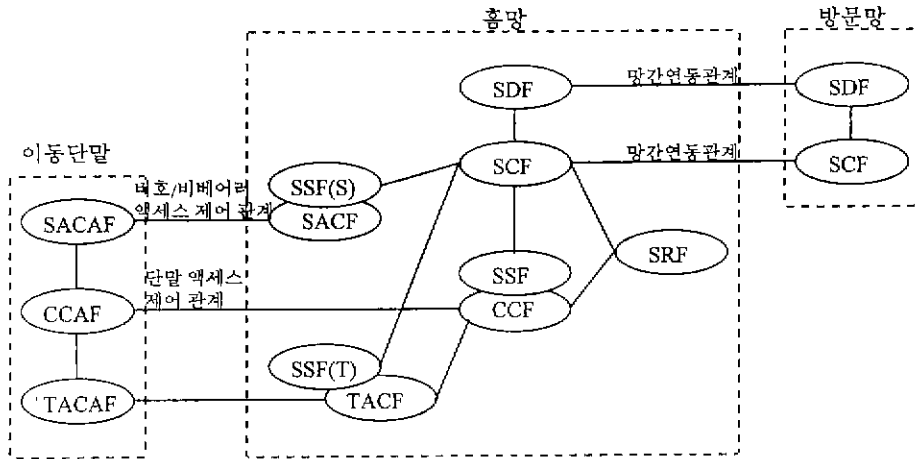 홈망
방문망
SDF
망간연동관계
SDF
이동단말
SCF
망간연동관계
SCF
SSF(S)
SACF
비호/비베어러
액세스 제어 관계
SACAF
SRF
SSF
CCF
단말 액세스
제어 관계
CCAF
SSF(T)
TACF
TACAF